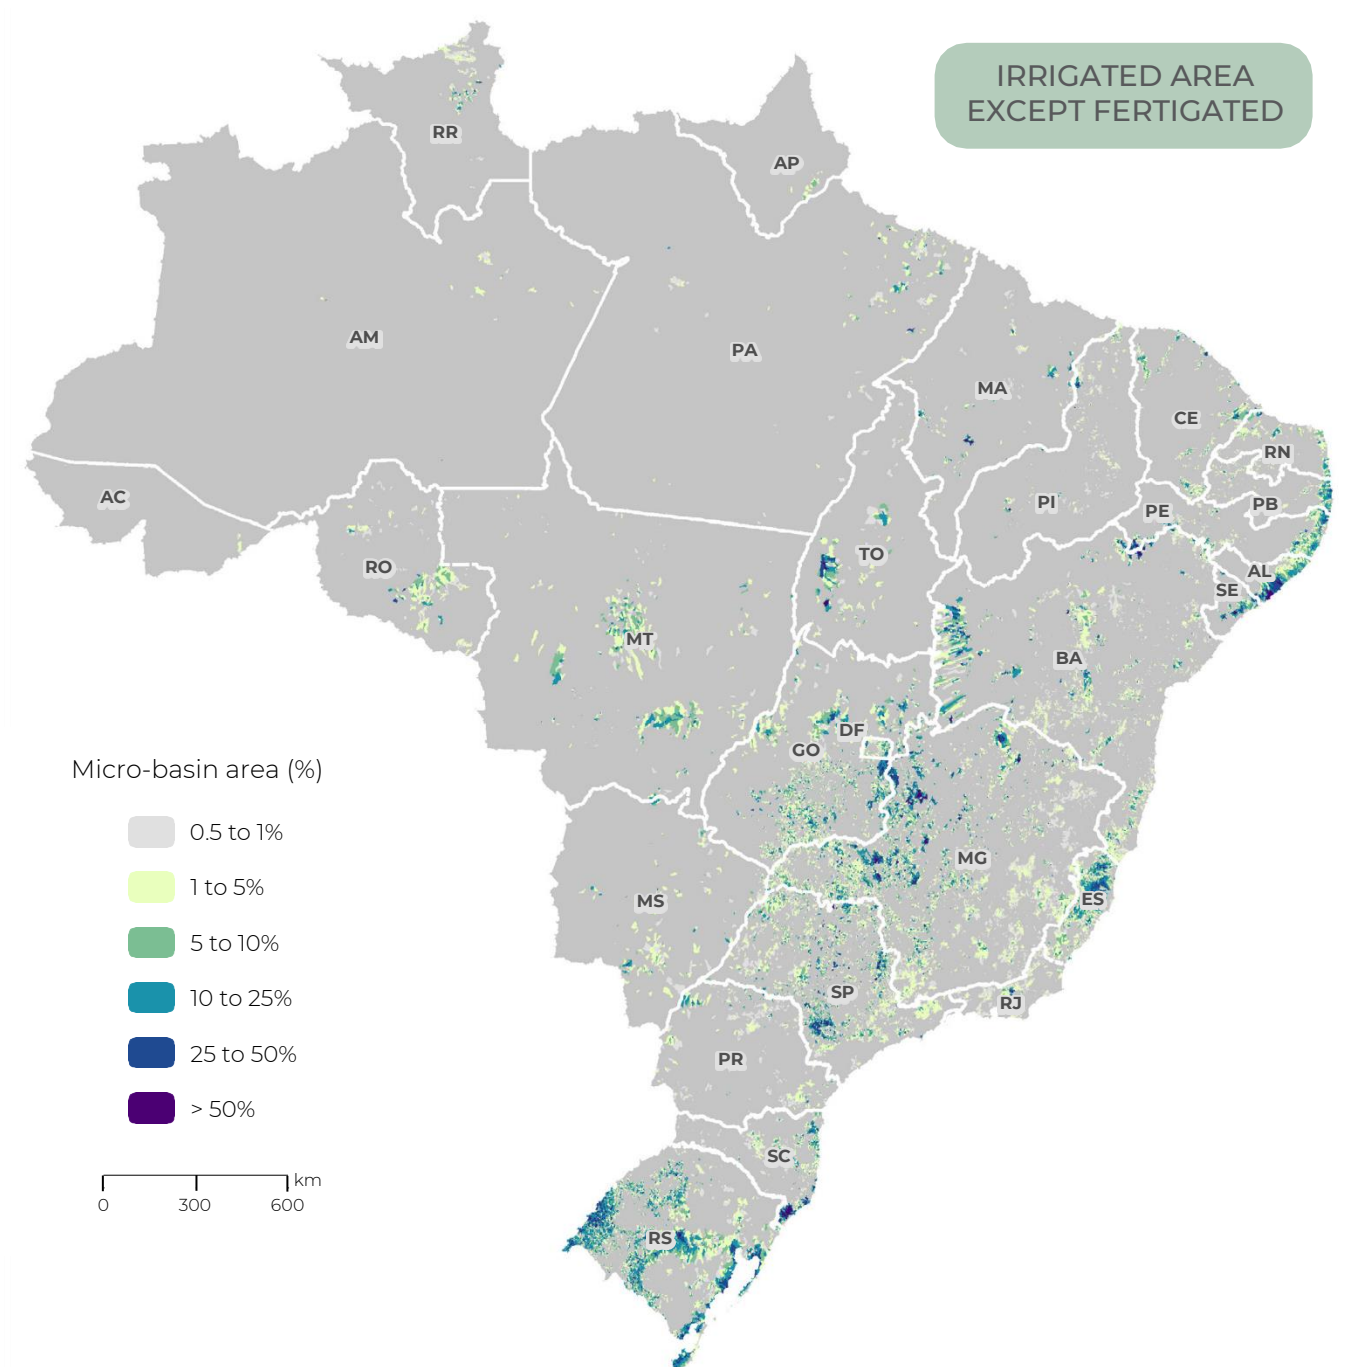 IRRIGATED AREA
EXCEPT FERTIGATED
RR
AP
AM
PA
MA
CE
RN
PB
PI
PE
AC
TO
AL
SE
RO
MT
BA
DF
GO
MG
ES
MS
SP
RJ
PR
SC
RS
Micro-basin area (%)
0.5 to 1%
1 to 5%
5 to 10%
10 to 25%
25 to 50%
> 50%
km
0 300 600